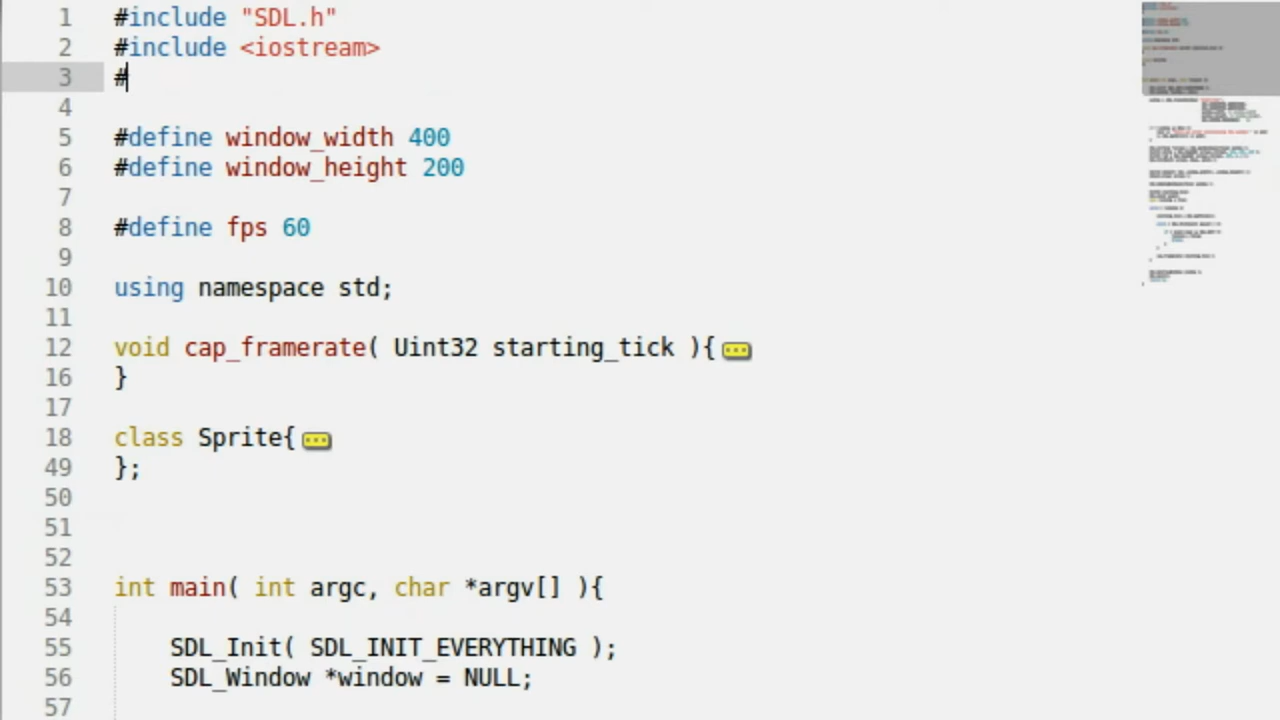 1 #include "SDL.h"
2 #include <iostream>
3 #
4
5 #define window_width 400
6 #define window_height 200
7
8 #define fps 60
9
10 using namespace std;
11
12 void cap_framerate( Uint32 starting_tick ){
16 }
17
18 class Sprite{
49 };
50
51
52
53 int main( int argc, char *argv[] ){
54
55 SDL_Init( SDL_INIT_EVERYTHING );
56 SDL_Window *window = NULL;
57